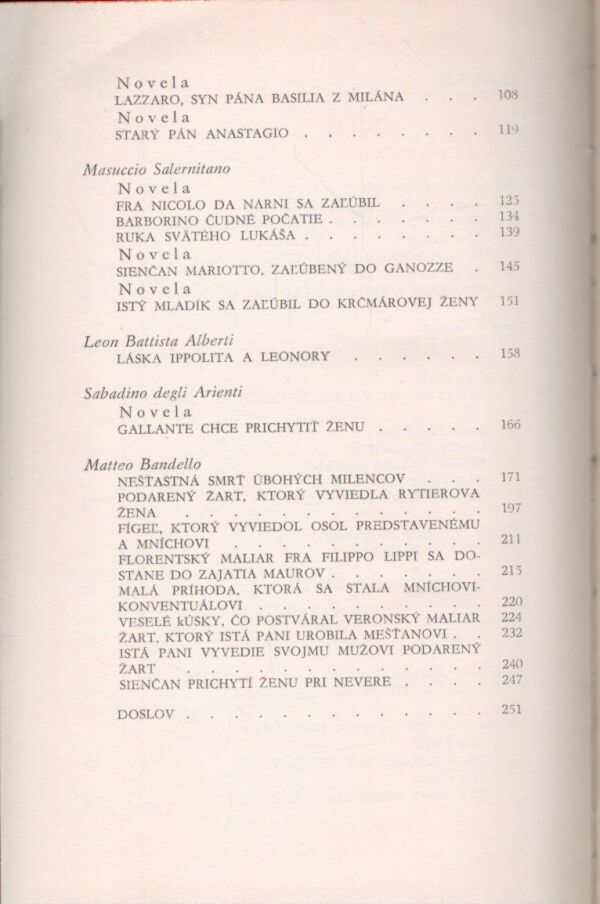 Novela
LAZZARO, SYN PÁNA BASILIA Z MILÁNA . . . 108
Novela
STARÝ PÁN ANASTAGIO . . . . . . . . 119
Masuccio Salernitano
Novela
FRA NICOLO DA NARNI SA ZAĽÚBIL . . . . 125
BARBORINO ČUDNÉ POČATIE . . . . . . . 134
RUKA SVÄTÉHO LUKÁŠA . . . . . . . . 139
Novela
SIENČAN MARIOTTO, ZAĽÚBENÝ DO GANOZZE . 145
Novela
ISTÝ MLADÍK SA ZAĽÚBIL DO KRČMÁROVEJ ŽENY 151
Leon Battista Alberti
LÁSKA IPPOLITA A LEONORY . . . . . . 158
Sabadino degli Arienti
Novela
GALLANTE CHCE PRICHYTIŤ ŽENU . . . . . 166
Matteo Bandello
NEŠŤASTNÁ SMRŤ ÚBOHÝCH MILENCOV . . . 171
PODARENÝ ŽART, KTORÝ VYVIEDLA RYTIEROVA
ŽENA . . . . . . . . . . . . . 197
FÍGEĽ, KTORÝ VYVIEDOL OSOL PREDSTAVENÉMU
A MNÍCHOVI . . . . . . . . . . . 211
FLORENTSKÝ MALIAR FRA FILIPPO LIPPI SA DO-
STANE DO ZAJATIA MAUROV . . . . . . . 215
MALÁ PRÍHODA, KTORÁ SA STALA MNÍCHOVI-
KONVENTUÁLOVI . . . . . . . . . . 220
VESELÉ kÚSKY, ČO POSTVÁRAL VERONSKÝ MALIAR 224
ŽART, KTORÝ ISTÁ PANI UROBILA MEŠŤANOVI . . 232
ISTÁ PANI VYVEDIE SVOJMU MUŽOVI PODARENÝ
ŽART . . . . . . . . . . . . . 240
SIENČAN PRICHYTÍ ŽENU PRI NEVERE . . . . 247
DOSLOV . . . . . . . . . . . . 251